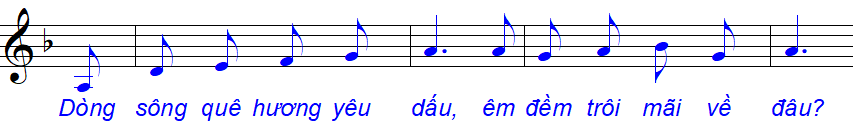 Dòng sông quê hương yêu dấu, êm đềm trôi mãi về đâu?